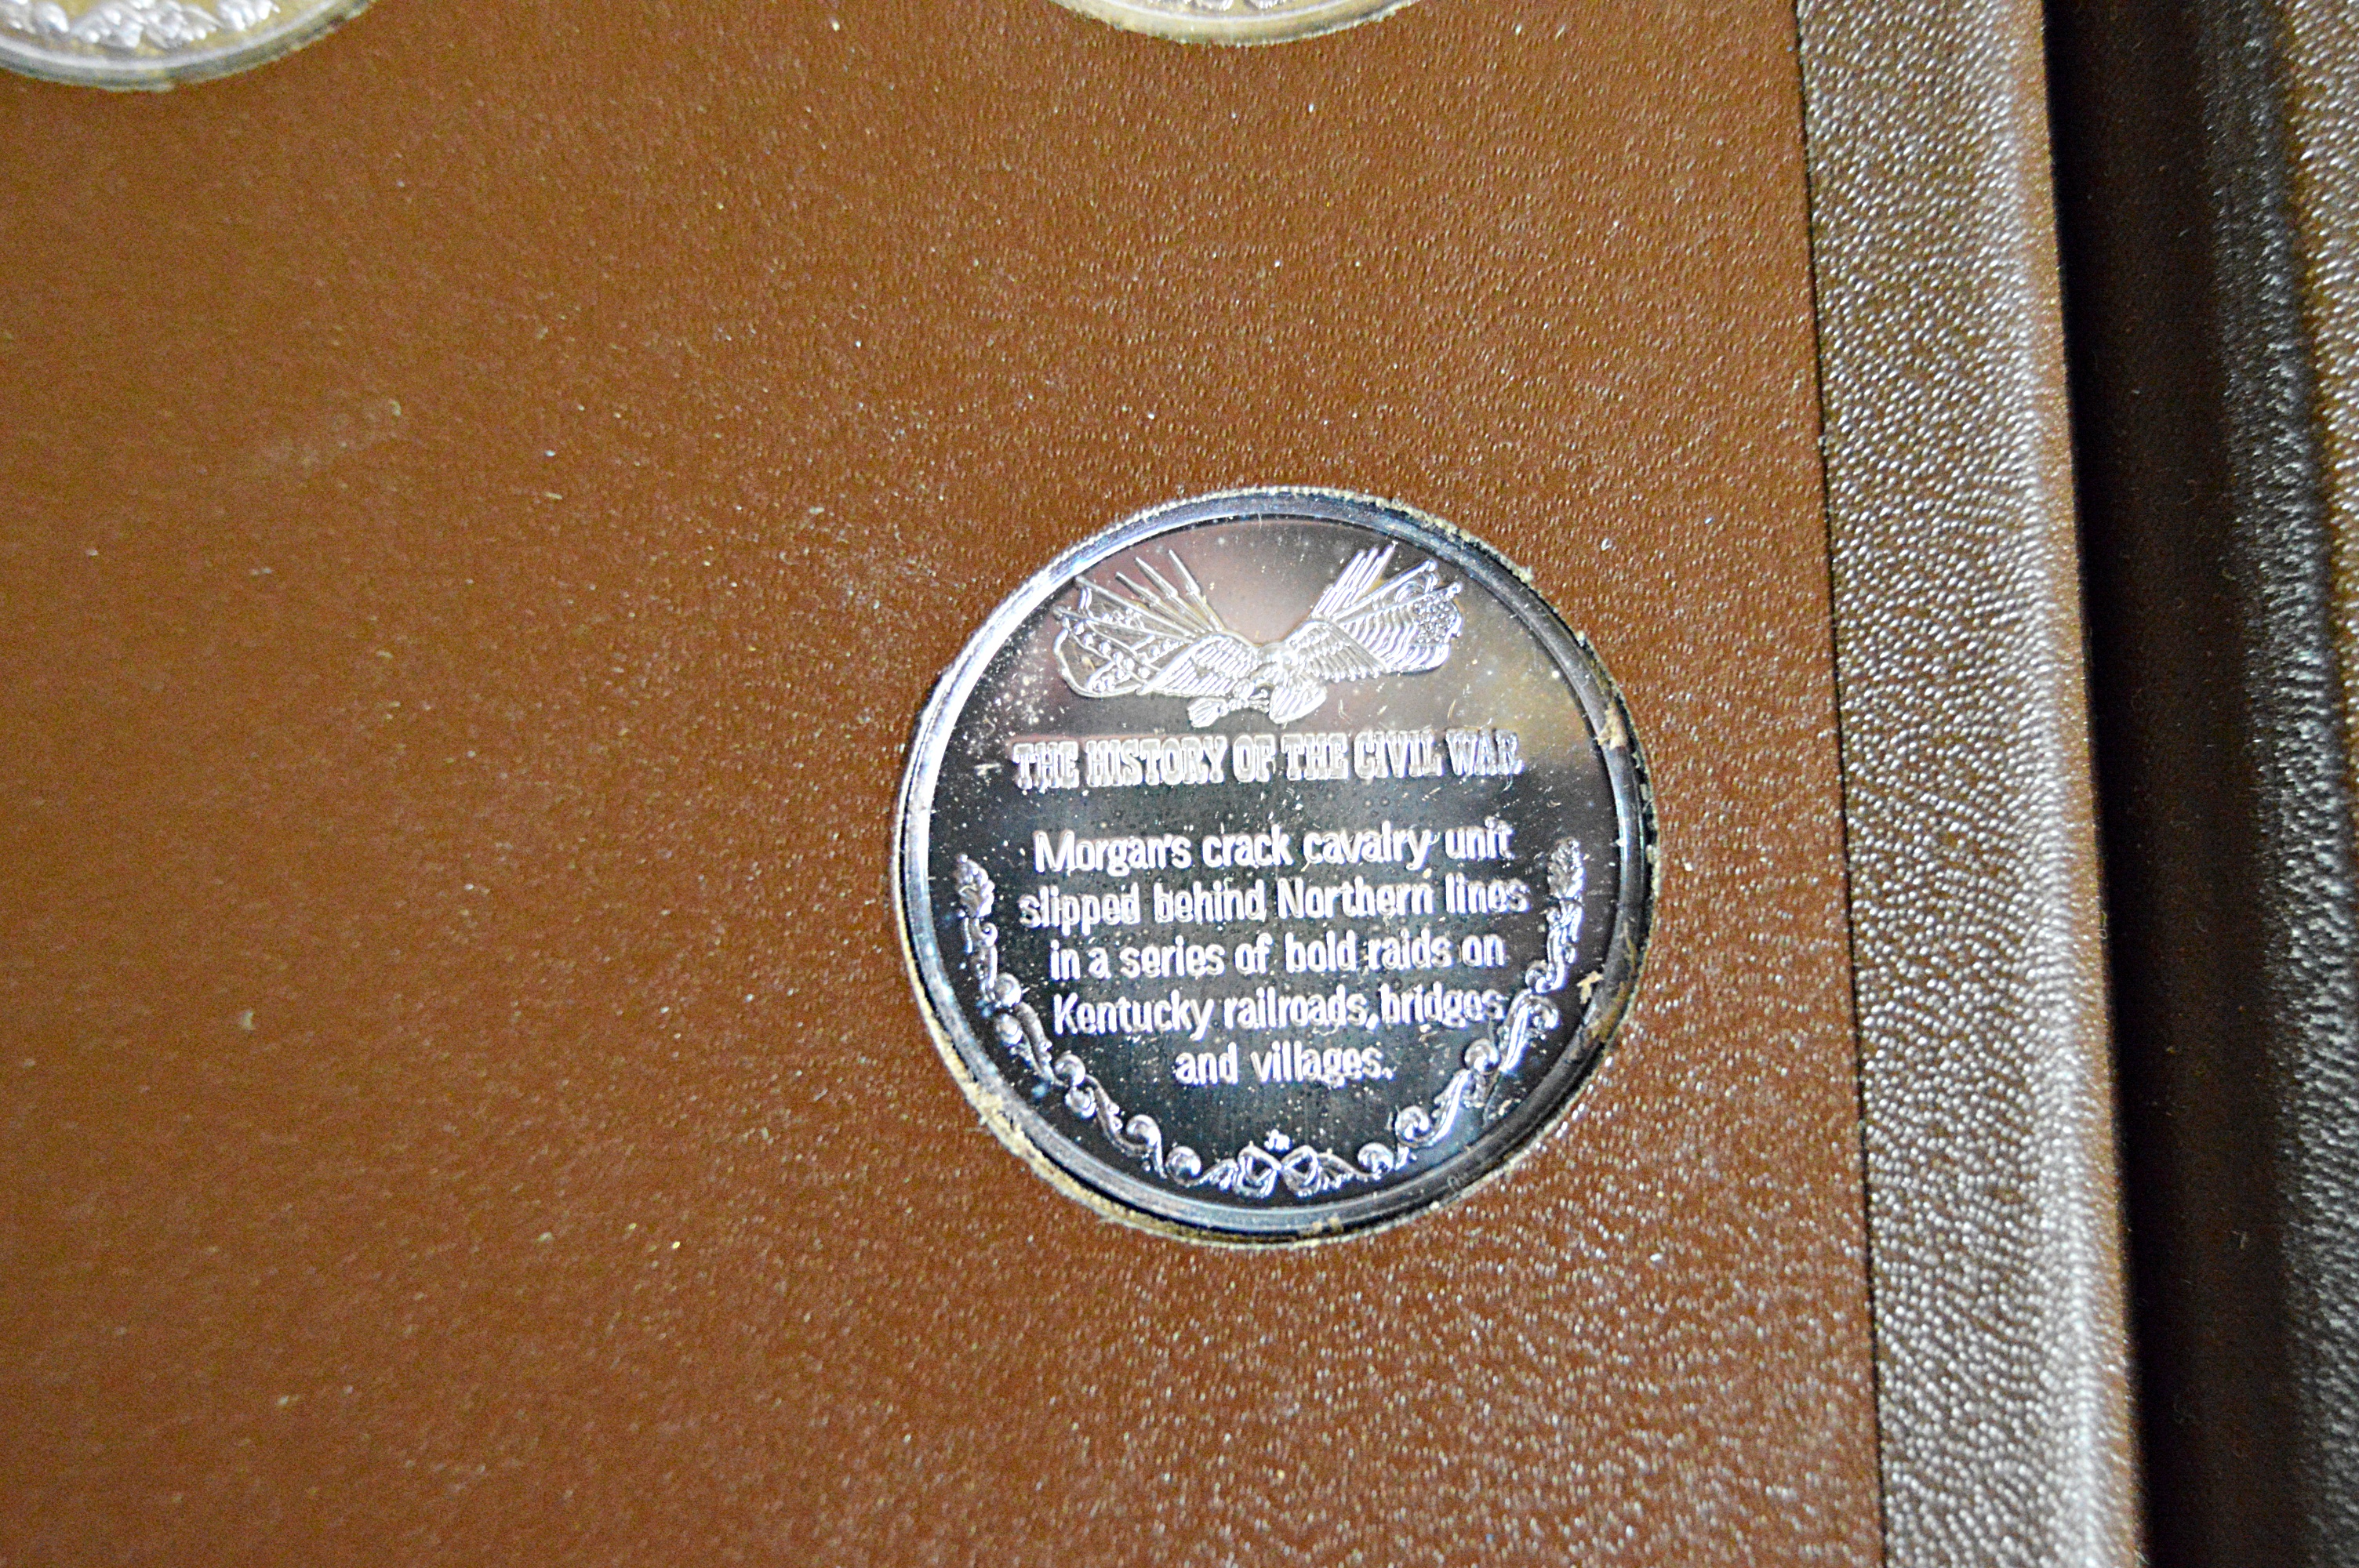 THE HISTORY OF THE CIVIL WAR
Morgan's crack cavalry unit
slipped behind Northern lines
in a series of bold raids on
Kentucky railroads, bridges
and villages.